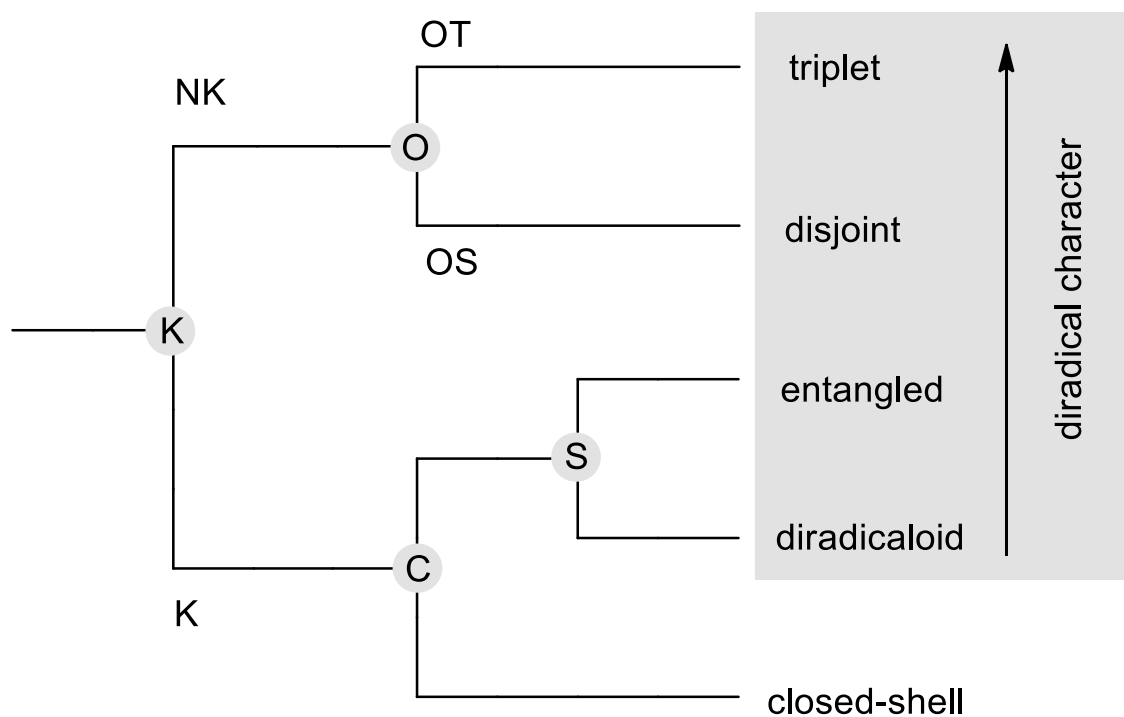 OT
triplet
NK
O
disjoint
OS
K
diradical character
entangled
S
diradicaloid
C
K
closed-shell